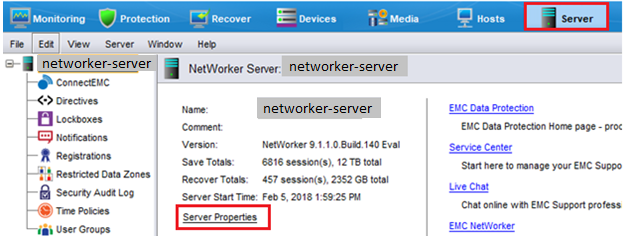 Monitoring Protection Recover Devices Media Hosts Server
File Edit View Server Window Help
networker-server
ConnectEMC
Directives
Lockboxes
Notifications
Registrations
Restricted Data Zones
Security Audit Log
Time Policies
User Groups
NetWorker Server: networker-server
Name: networker-server
Comment:
Version: NetWorker 9.1.1.0.Build.140 Eval
Save Totals: 6816 session(s), 12 TB total
Recover Totals: 457 session(s), 2352 GB total
Server Start Time: Feb 5, 2018 1:59:25 PM
Server Properties
EMC Data Protection
EMC Data Protection Home page - proc
Service Center
Start here to manage your EMC Suppo
Live Chat
Chat online with EMC Support profess
EMC NetWorker